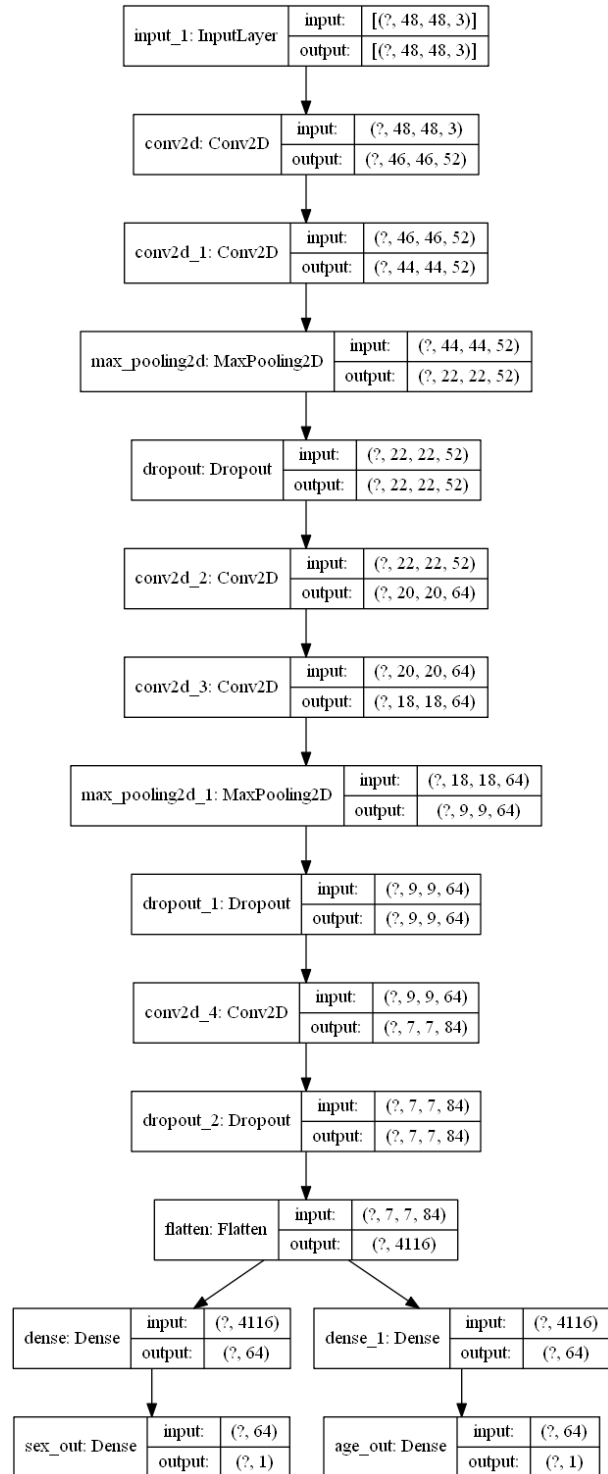 input_1: InputLayer
input: [(?, 48, 48, 3)]
output: [(?, 48, 48, 3)]
conv2d: Conv2D
input: (?, 48, 48, 3)
output: (?, 46, 46, 52)
conv2d_1: Conv2D
input: (?, 46, 46, 52)
output: (?, 44, 44, 52)
max_pooling2d: MaxPooling2D
input: (?, 44, 44, 52)
output: (?, 22, 22, 52)
dropout: Dropout
input: (?, 22, 22, 52)
output: (?, 22, 22, 52)
conv2d_2: Conv2D
input: (?, 22, 22, 52)
output: (?, 20, 20, 64)
conv2d_3: Conv2D
input: (?, 20, 20, 64)
output: (?, 18, 18, 64)
max_pooling2d_1: MaxPooling2D
input: (?, 18, 18, 64)
output: (?, 9, 9, 64)
dropout_1: Dropout
input: (?, 9, 9, 64)
output: (?, 9, 9, 64)
conv2d_4: Conv2D
input: (?, 9, 9, 64)
output: (?, 7, 7, 84)
dropout_2: Dropout
input: (?, 7, 7, 84)
output: (?, 7, 7, 84)
flatten: Flatten
input: (?, 7, 7, 84)
output: (?, 4116)
dense: Dense
input: (?, 4116)
output: (?, 64)
dense_1: Dense
input: (?, 4116)
output: (?, 64)
sex_out: Dense
input: (?, 64)
output: (?, 1)
age_out: Dense
input: (?, 64)
output: (?, 1)